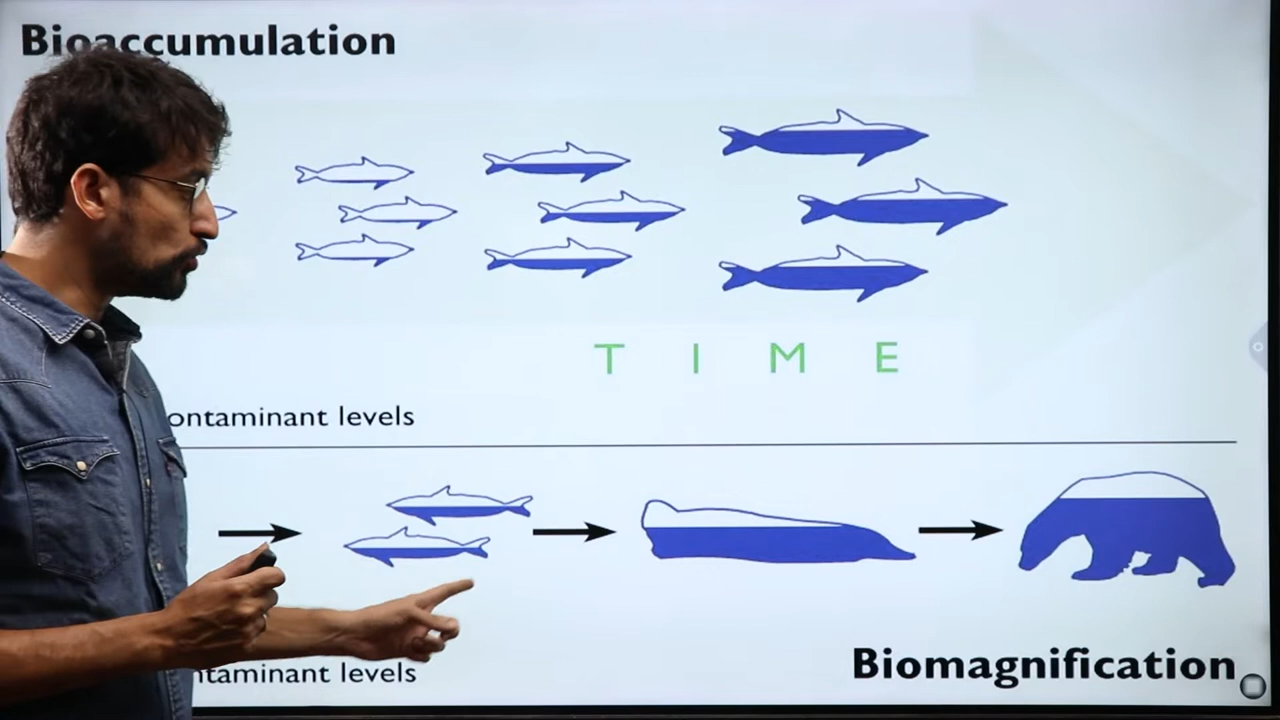 Bioaccumulation
T I M E
ontaminant levels
ntaminant levels
Biomagnification